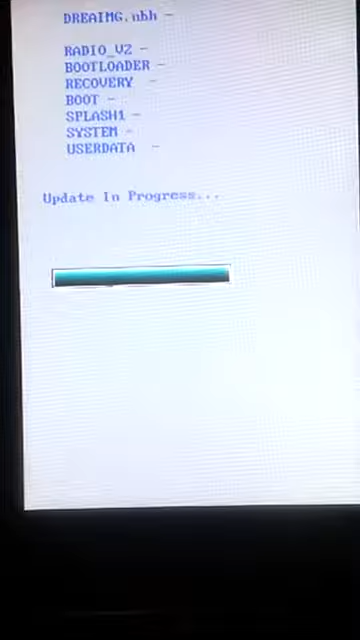 DREAIMG.nbh -
RADIO_V2 -
BOOTLOADER -
RECOVERY -
BOOT -
SPLASH1 -
SYSTEM -
USERDATA -
Update In Progress...